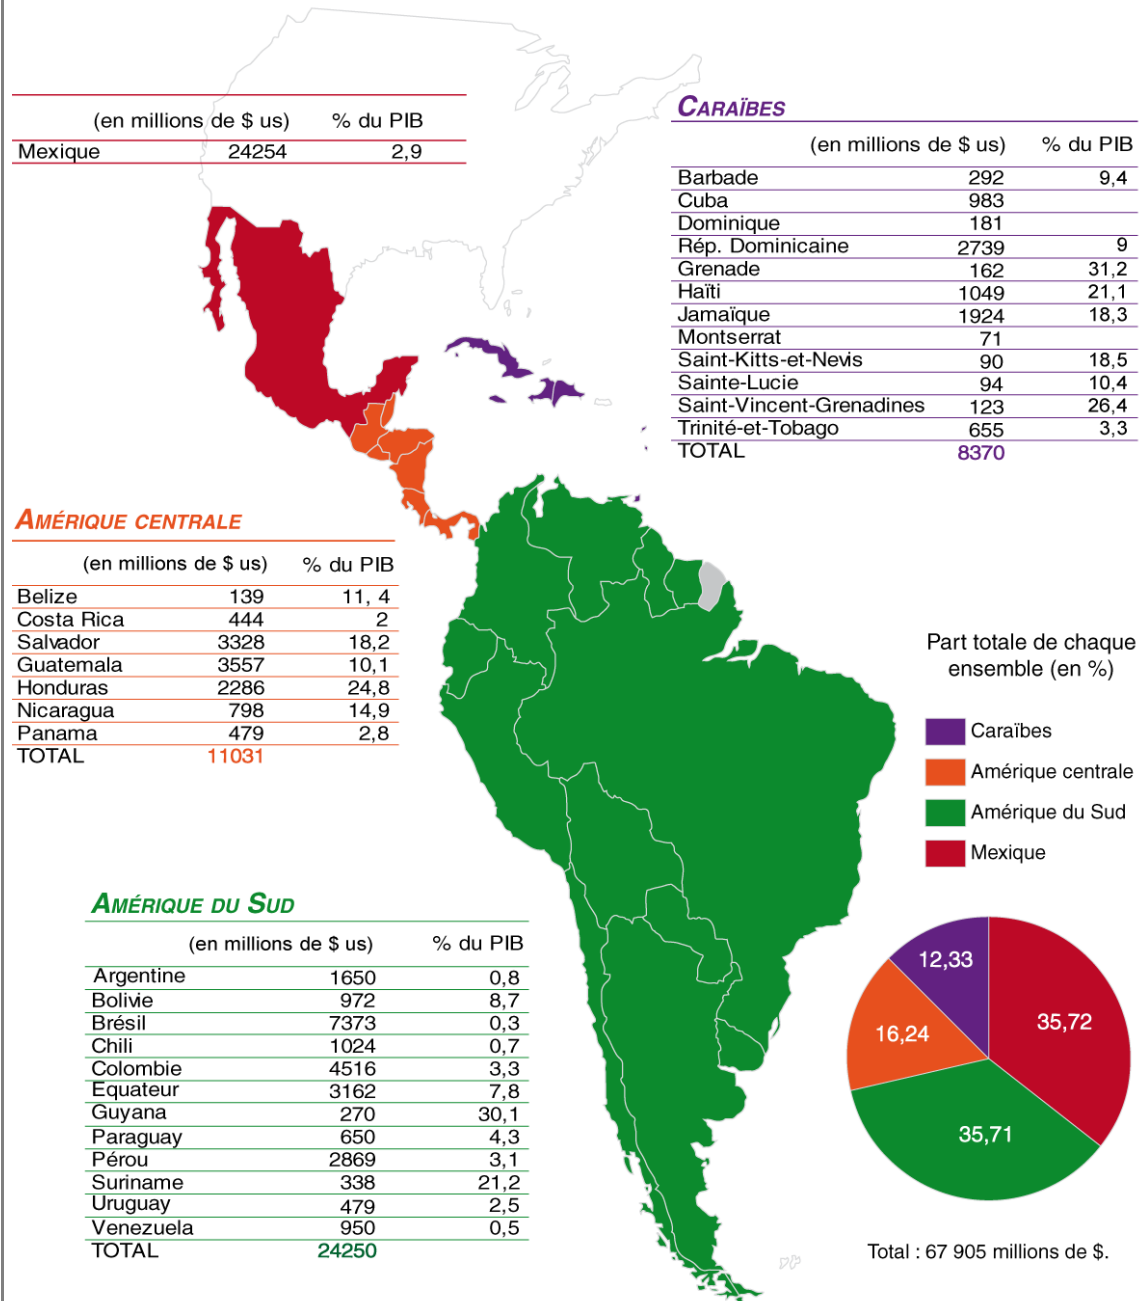 (en millions de $ us) % du PIB
Mexique 24254 2,9
CARAÏBES
(en millions de $ us) % du PIB
Barbade 292 9,4
Cuba 983
Dominique 181
Rép. Dominicaine 2739 9
Grenade 162 31,2
Haïti 1049 21,1
Jamaïque 1924 18,3
Montserrat 71
Saint-Kitts-et-Nevis 90 18,5
Sainte-Lucie 94 10,4
Saint-Vincent-Grenadines 123 26,4
Trinité-et-Tobago 655 3,3
TOTAL 8370
AMÉRIQUE CENTRALE
(en millions de $ us) % du PIB
Belize 139 11, 4
Costa Rica 444 2
Salvador 3328 18,2
Guatemala 3557 10,1
Honduras 2286 24,8
Nicaragua 798 14,9
Panama 479 2,8
TOTAL 11031
Part totale de chaque
ensemble (en %)
Caraïbes
Amérique centrale
Amérique du Sud
Mexique
AMÉRIQUE DU SUD
(en millions de $ us) % du PIB
Argentine 1650 0,8
Bolivie 972 8,7
Brésil 7373 0,3
Chili 1024 0,7
Colombie 4516 3,3
Equateur 3162 7,8
Guyana 270 30,1
Paraguay 650 4,3
Pérou 2869 3,1
Suriname 338 21,2
Uruguay 479 2,5
Venezuela 950 0,5
TOTAL 24250
12,33
35,72
16,24
35,71
Total : 67 905 millions de $.